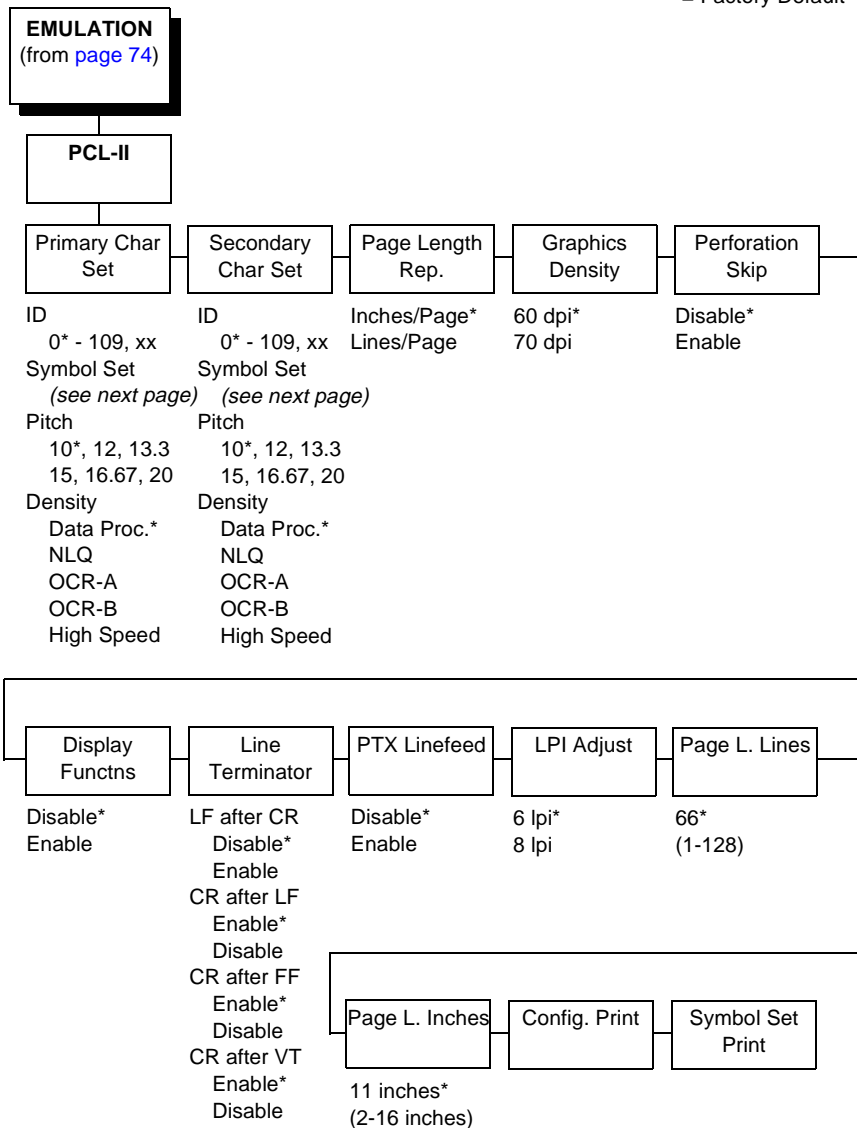 = Factory Default
EMULATION
(from page 74)
PCL-II
Primary Char
Set
Secondary
Char Set
Page Length
Rep.
Graphics
Density
Perforation
Skip
ID
0* - 109, xx
Symbol Set
(see next page)
Pitch
10*, 12, 13.3
15, 16.67, 20
Density
Data Proc.*
NLQ
OCR-A
OCR-B
High Speed
ID
0* - 109, xx
Symbol Set
(see next page)
Pitch
10*, 12, 13.3
15, 16.67, 20
Density
Data Proc.*
NLQ
OCR-A
OCR-B
High Speed
Inches/Page*
Lines/Page
60 dpi*
70 dpi
Disable*
Enable
Display
Functns
Line
Terminator
PTX Linefeed
LPI Adjust
Page L. Lines
Disable*
Enable
LF after CR
Disable*
Enable
CR after LF
Enable*
Disable
CR after FF
Enable*
Disable
CR after VT
Enable*
Disable
Disable*
Enable
6 lpi*
8 lpi
66*
(1-128)
Page L. Inches
Config. Print
Symbol Set
Print
11 inches*
(2-16 inches)